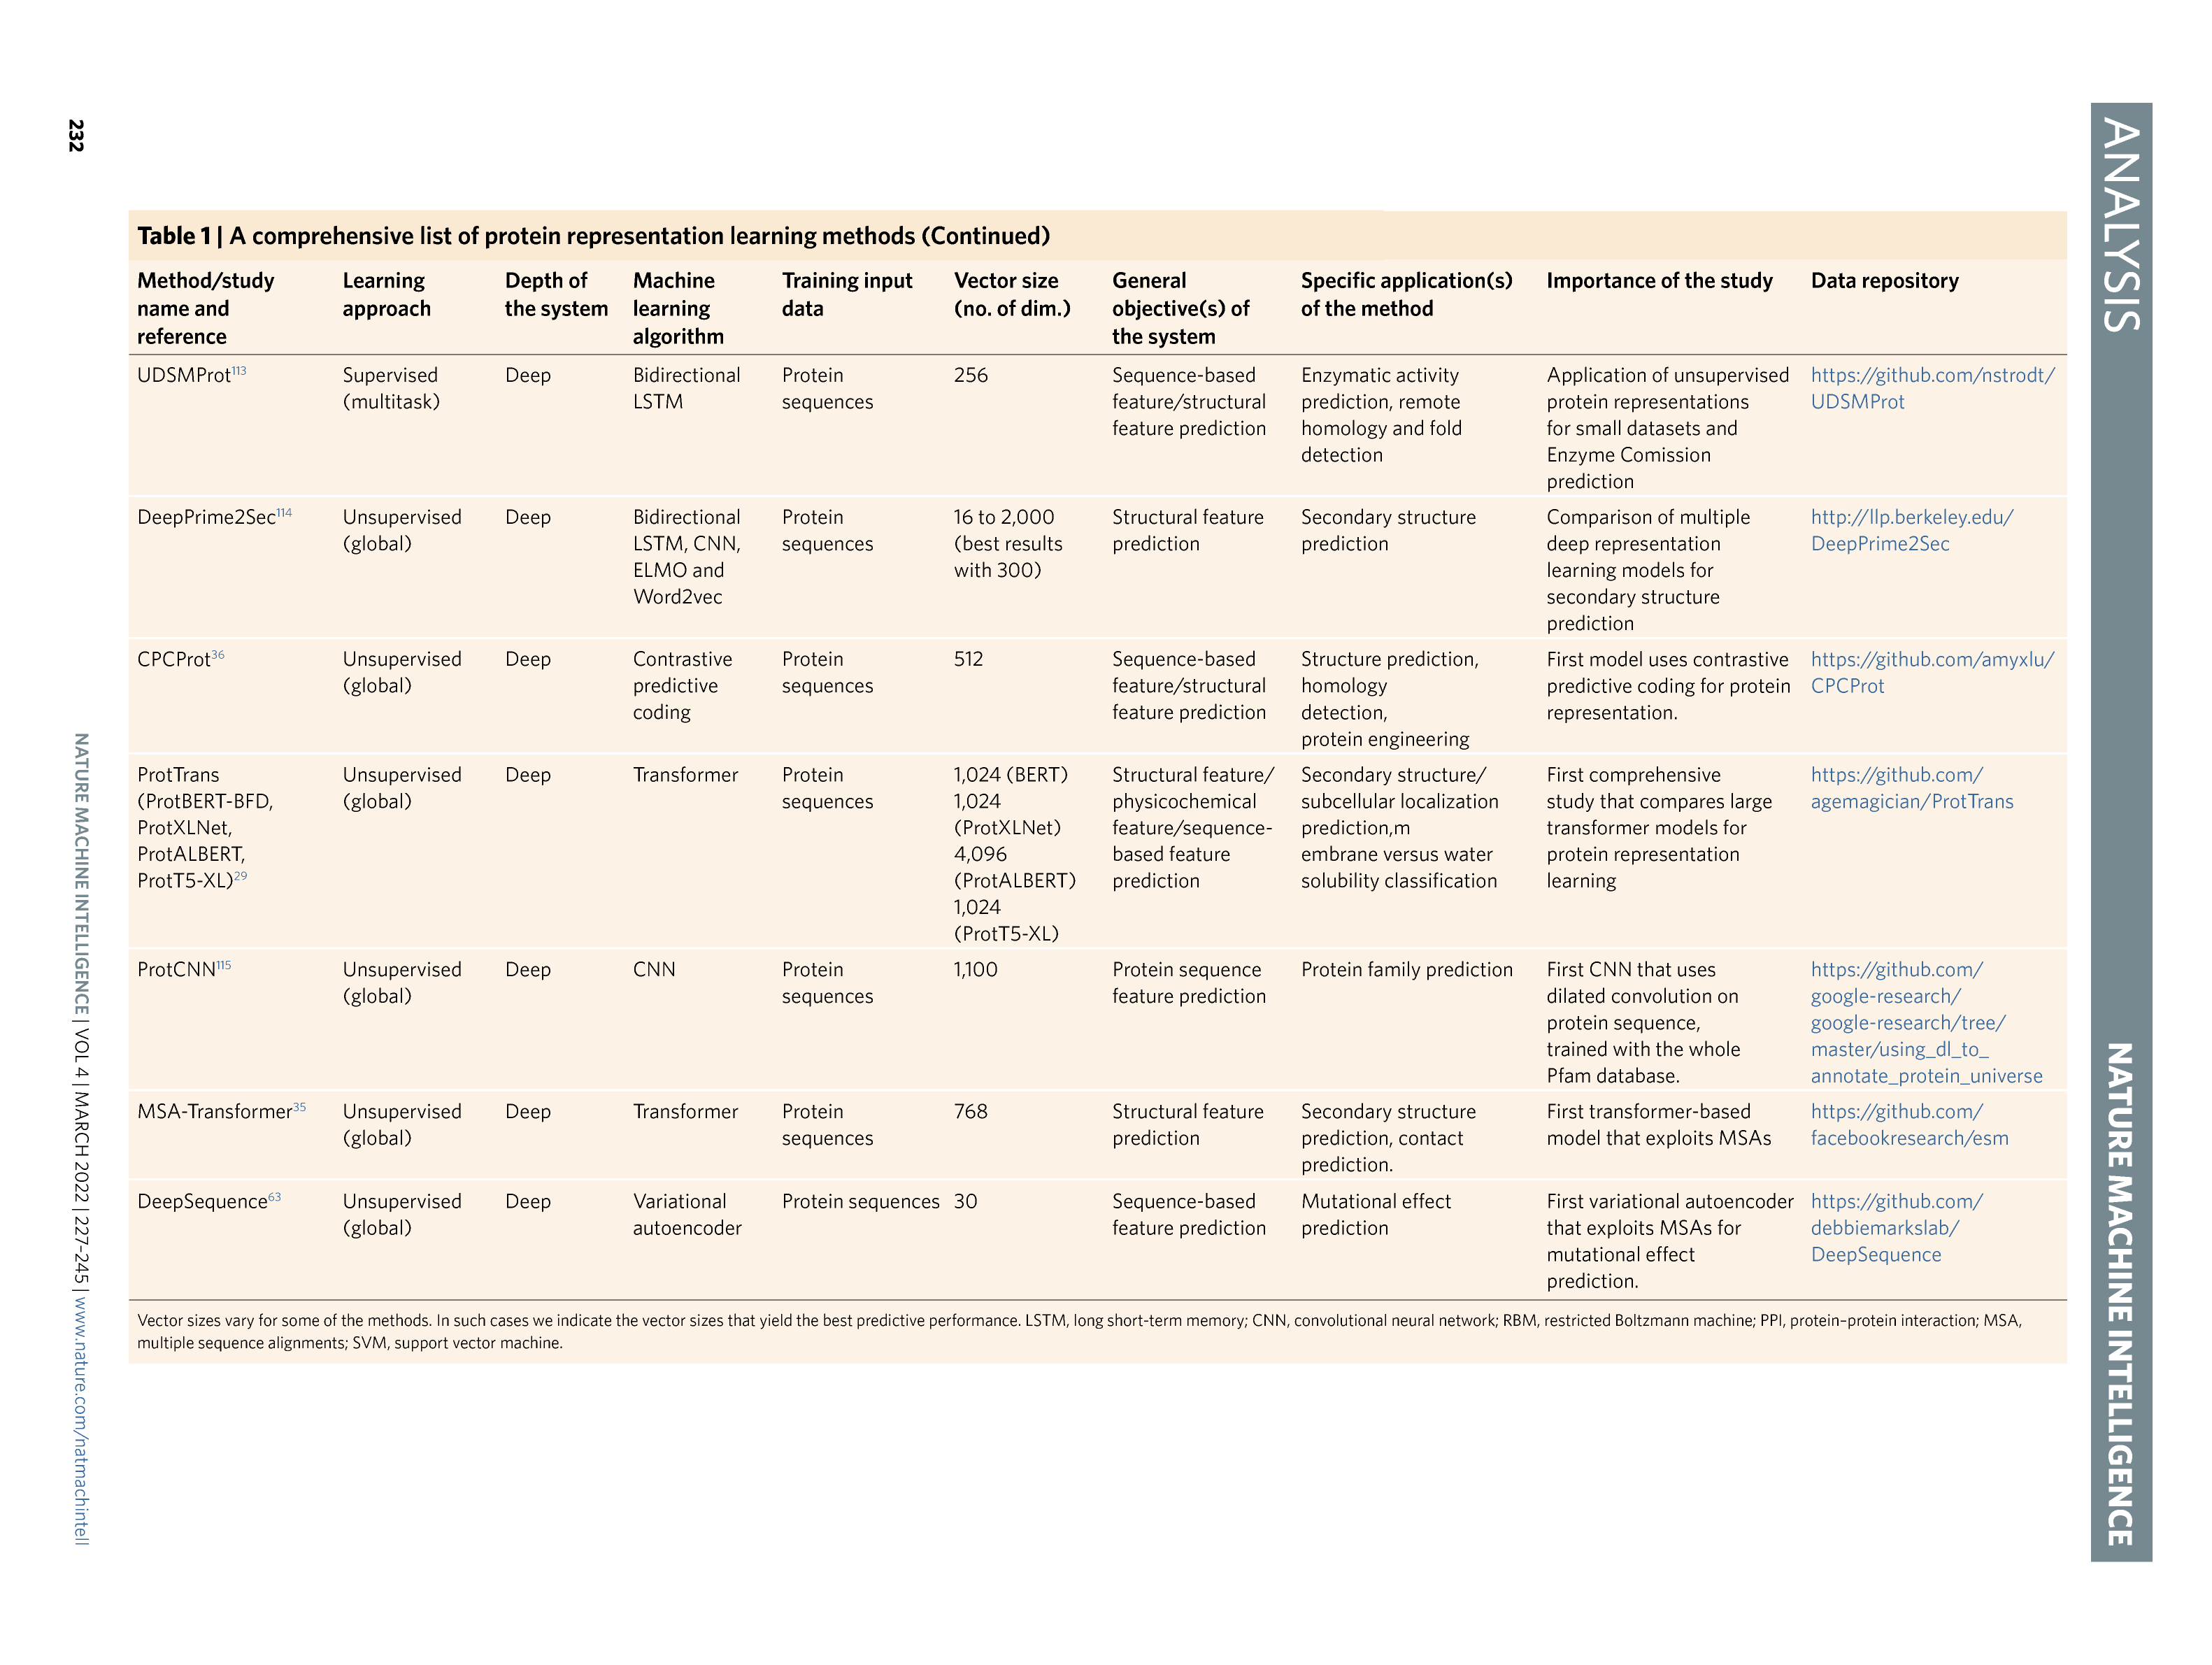 ANALYSIS
NATURE MACHINE INTELLIGENCE
Table 1 | A comprehensive list of protein representation learning methods (Continued)
Method/study name and reference Learning approach Depth of the system Machine learning algorithm Training input data Vector size (no. of dim.) General objective(s) of the system Specific application(s) of the method Importance of the study Data repository
UDSMProt113 Supervised (multitask) Deep Bidirectional LSTM Protein sequences 256 Sequence-based feature/structural feature prediction Enzymatic activity prediction, remote homology and fold detection Application of unsupervised protein representations for small datasets and Enzyme Comission prediction https://github.com/nstrodt/UDSMProt
DeepPrime2Sec114 Unsupervised (global) Deep Bidirectional LSTM, CNN, ELMO and Word2vec Protein sequences 16 to 2,000 (best results with 300) Structural feature prediction Secondary structure prediction Comparison of multiple deep representation learning models for secondary structure prediction http://llp.berkeley.edu/DeepPrime2Sec
CPCProt36 Unsupervised (global) Deep Contrastive predictive coding Protein sequences 512 Sequence-based feature/structural feature prediction Structure prediction, homology detection, protein engineering First model uses contrastive predictive coding for protein representation. https://github.com/amyxlu/CPCProt
ProtTrans (ProtBERT-BFD, ProtXLNet, ProtALBERT, ProtT5-XL)29 Unsupervised (global) Deep Transformer Protein sequences 1,024 (BERT) 1,024 (ProtXLNet) 4,096 (ProtALBERT) 1,024 (ProtT5-XL) Structural feature/physicochemical feature/sequence-based feature prediction Secondary structure/subcellular localization prediction,m embrane versus water solubility classification First comprehensive study that compares large transformer models for protein representation learning https://github.com/agemagician/ProtTrans
ProtCNN115 Unsupervised (global) Deep CNN Protein sequences 1,100 Protein sequence feature prediction Protein family prediction First CNN that uses dilated convolution on protein sequence, trained with the whole Pfam database. https://github.com/google-research/google-research/tree/master/using_dl_to_annotate_protein_universe
MSA-Transformer35 Unsupervised (global) Deep Transformer Protein sequences 768 Structural feature prediction Secondary structure prediction, contact prediction. First transformer-based model that exploits MSAs https://github.com/facebookresearch/esm
DeepSequence63 Unsupervised (global) Deep Variational autoencoder Protein sequences 30 Sequence-based feature prediction Mutational effect prediction First variational autoencoder that exploits MSAs for mutational effect prediction. https://github.com/debbiemarkslab/DeepSequence
Vector sizes vary for some of the methods. In such cases we indicate the vector sizes that yield the best predictive performance. LSTM, long short-term memory; CNN, convolutional neural network; RBM, restricted Boltzmann machine; PPI, protein–protein interaction; MSA,
multiple sequence alignments; SVM, support vector machine.
232
NATURE MACHINE INTELLIGENCE | VOL 4 | MARCH 2022 | 227–245 | www.nature.com/natmachintell